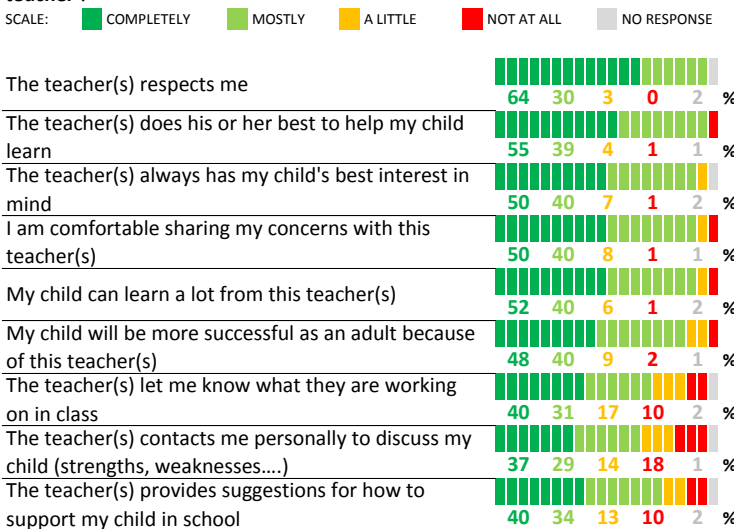 teacher?
SCALE: COMPLETELY MOSTLY A LITTLE NOT AT ALL NO RESPONSE
The teacher(s) respects me
64 30 3 0 2 %
The teacher(s) does his or her best to help my child
learn
55 39 4 1 1 %
The teacher(s) always has my child's best interest in
mind
50 40 7 1 2 %
I am comfortable sharing my concerns with this
teacher(s)
50 40 8 1 1 %
My child can learn a lot from this teacher(s)
52 40 6 1 2 %
My child will be more successful as an adult because
of this teacher(s)
48 40 9 2 1 %
The teacher(s) let me know what they are working
on in class
40 31 17 10 2 %
The teacher(s) contacts me personally to discuss my
child (strengths, weaknesses....)
37 29 14 18 1 %
The teacher(s) provides suggestions for how to
support my child in school
40 34 13 10 2 %